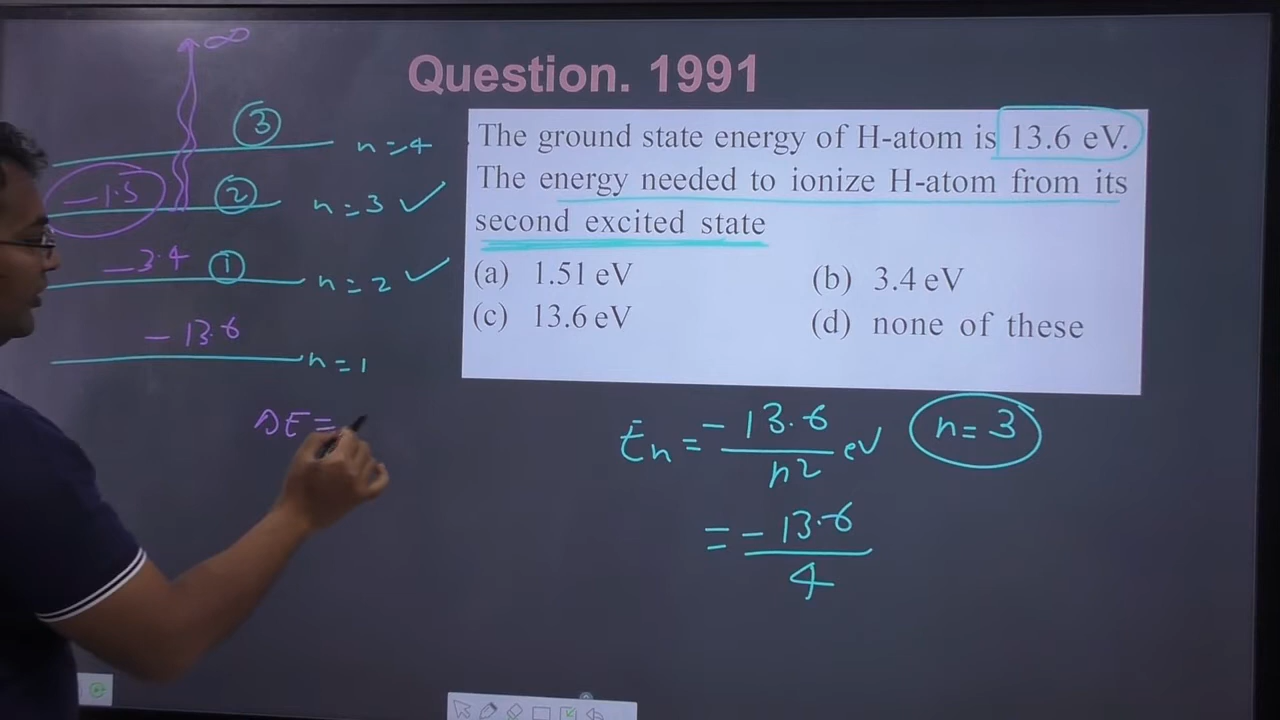 Question. 1991
The ground state energy of H-atom is 13.6 eV.
The energy needed to ionize H-atom from its
second excited state
(a) 1.51 eV
(b) 3.4 eV
(c) 13.6 eV
(d) none of these
∞
3
n=4
-1.5
2
n=3 ✓
-3.4
1
n=2 ✓
-13.6
n=1
ΔE=
En = -13.6/n2 eV
n=3
= -13.6/4